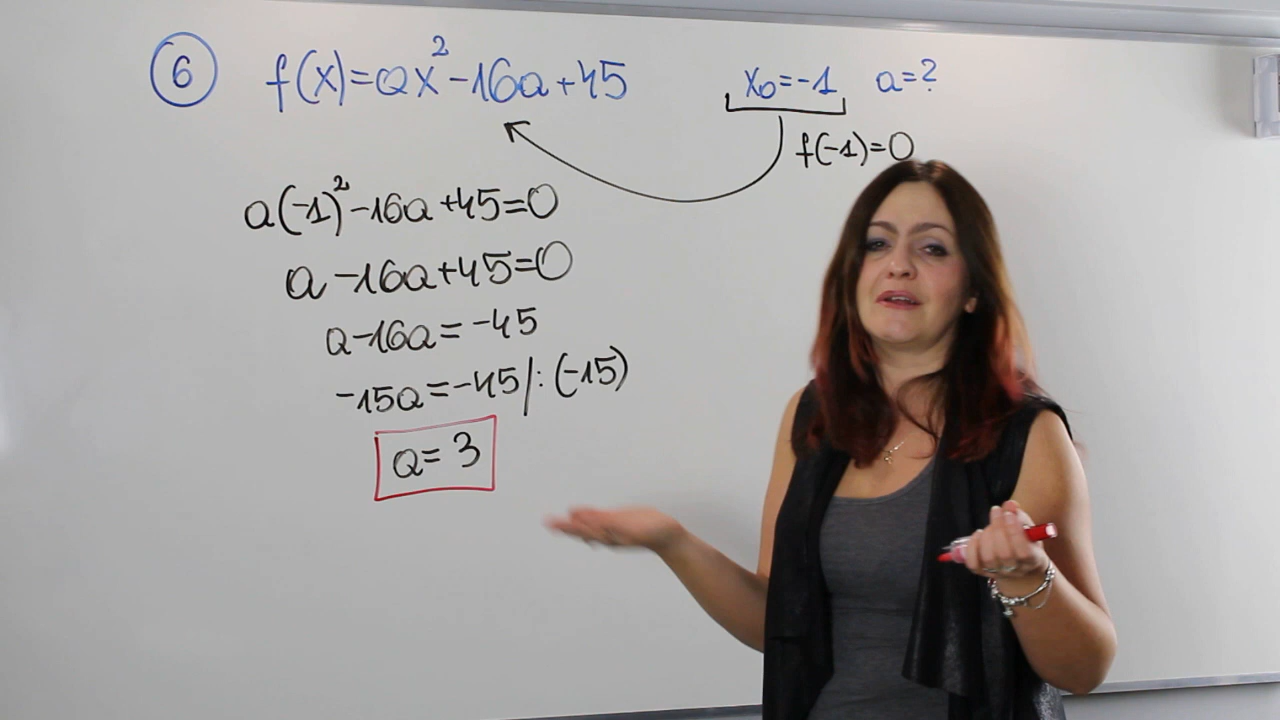 6 f(x)=ax²-16a+45 x₀=-1 a=?
f(-1)=0
a(-1)²-16a+45=0
a-16a+45=0
a-16a=-45
-15a=-45/:(-15)
a=3